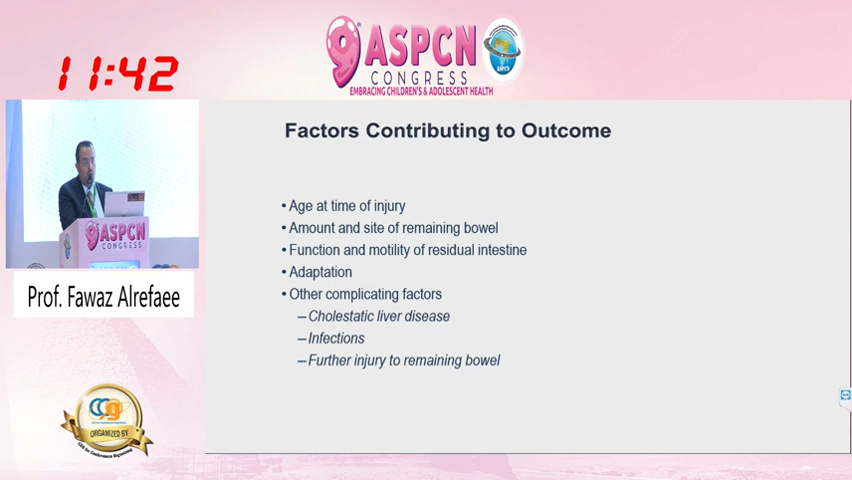 9 ASPCN
CONGRESS
EMBRACING CHILDREN'S & ADOLESCENT HEALTH
11:42
Factors Contributing to Outcome
• Age at time of injury
• Amount and site of remaining bowel
• Function and motility of residual intestine
• Adaptation
• Other complicating factors
– Cholestatic liver disease
– Infections
– Further injury to remaining bowel
9 ASPCN
CONGRESS
Prof. Fawaz Alrefaee
ORGANIZED BY